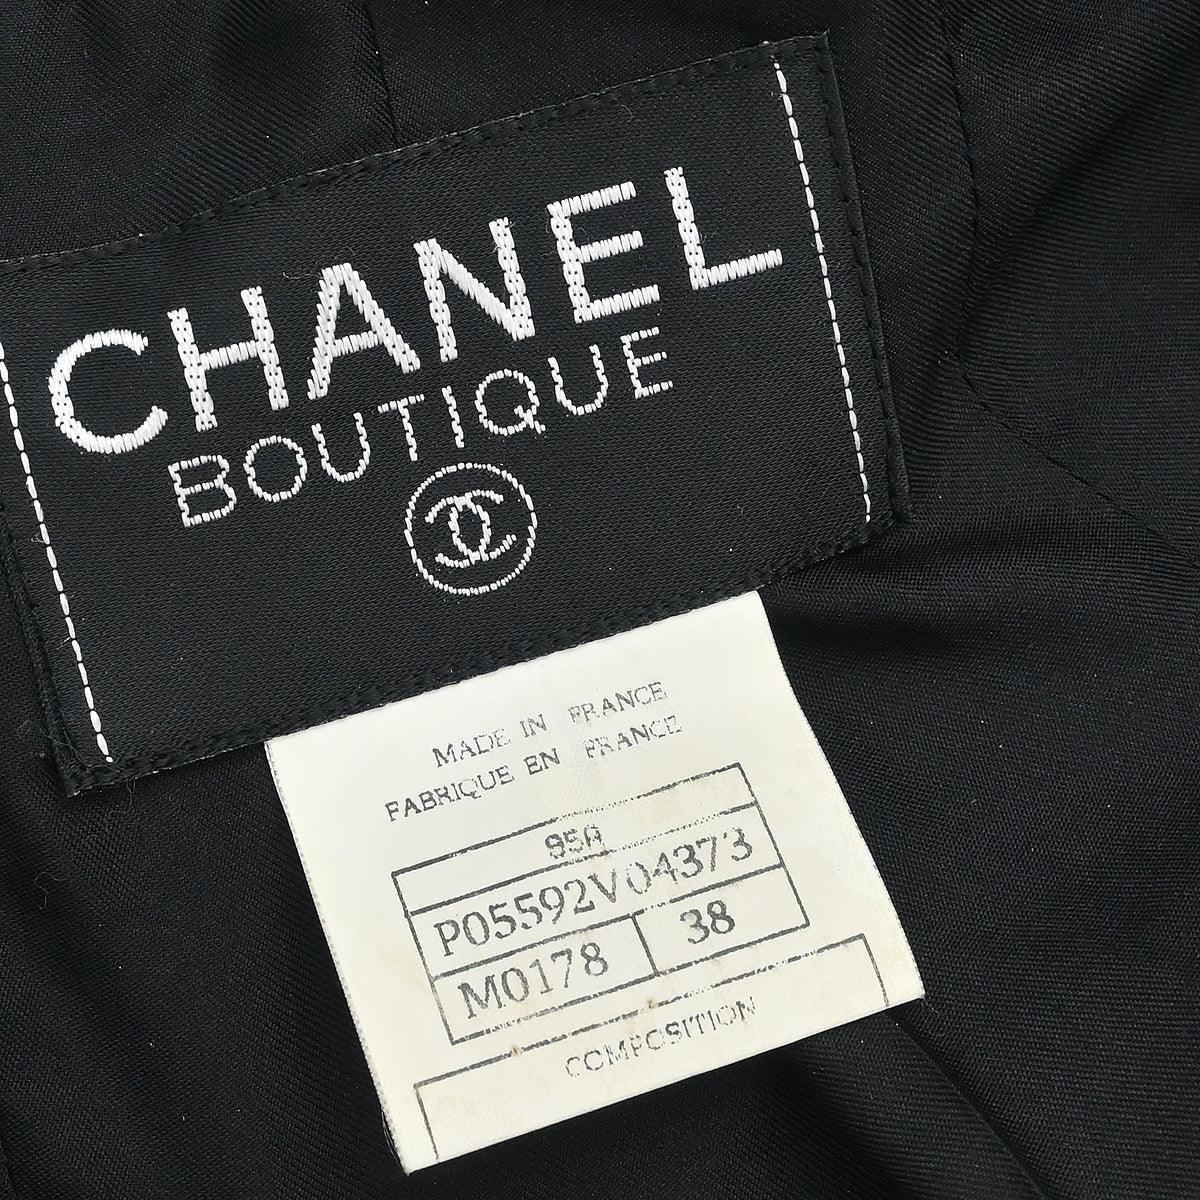 CHANEL
BOUTIQUE
MADE IN FRANCE
FABRIQUE EN FRANCE
95A
P05592V04373
M0178 38
COMPOSITION